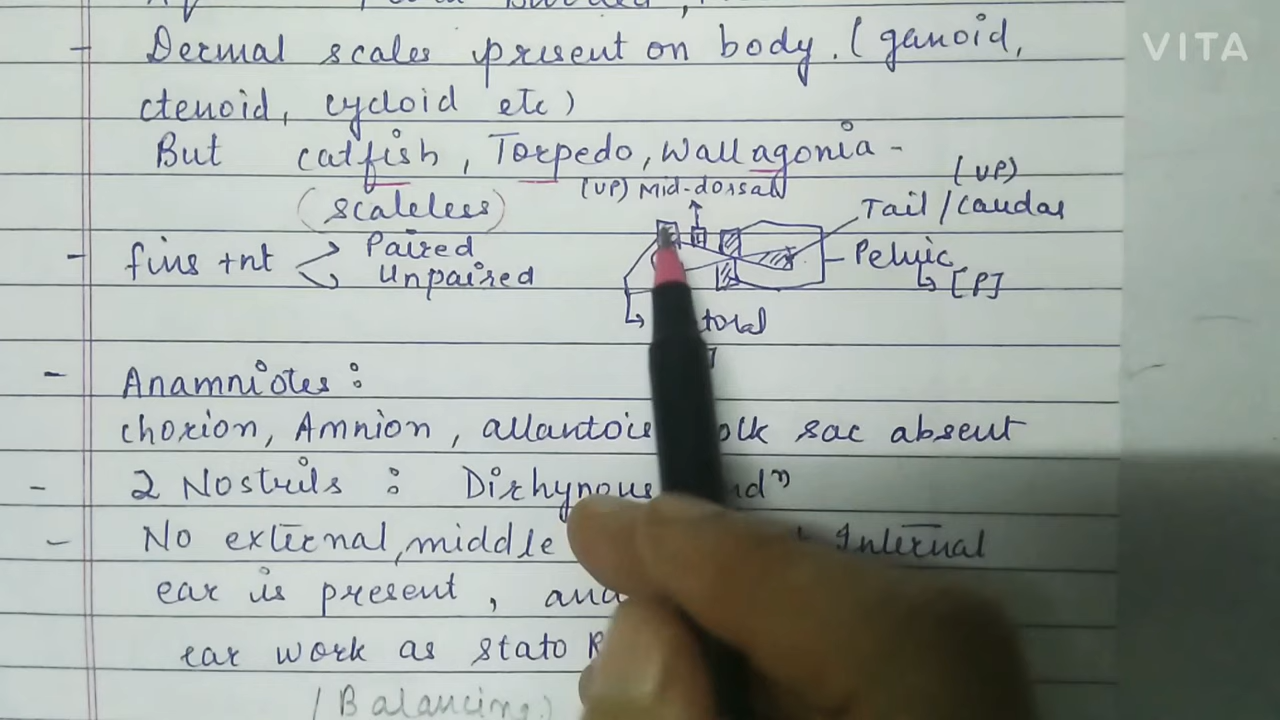 VITA
- Dermal scales present on body. (ganoid,
ctenoid, cycloid etc)
But catfish, Torpedo, Wallagonia -
(scaleless)
(UP) Mid-dorsal
(UP)
Tail/Caudal
- fins +nt Paired
Unpaired
Pelvic
[P]
- Anamniotes:
chorion, Amnion, allantois sac absent
- 2 Nostrils: Dirhynous
- No external, middle Internal
ear is present, and
ear work as stato
(Balancing)